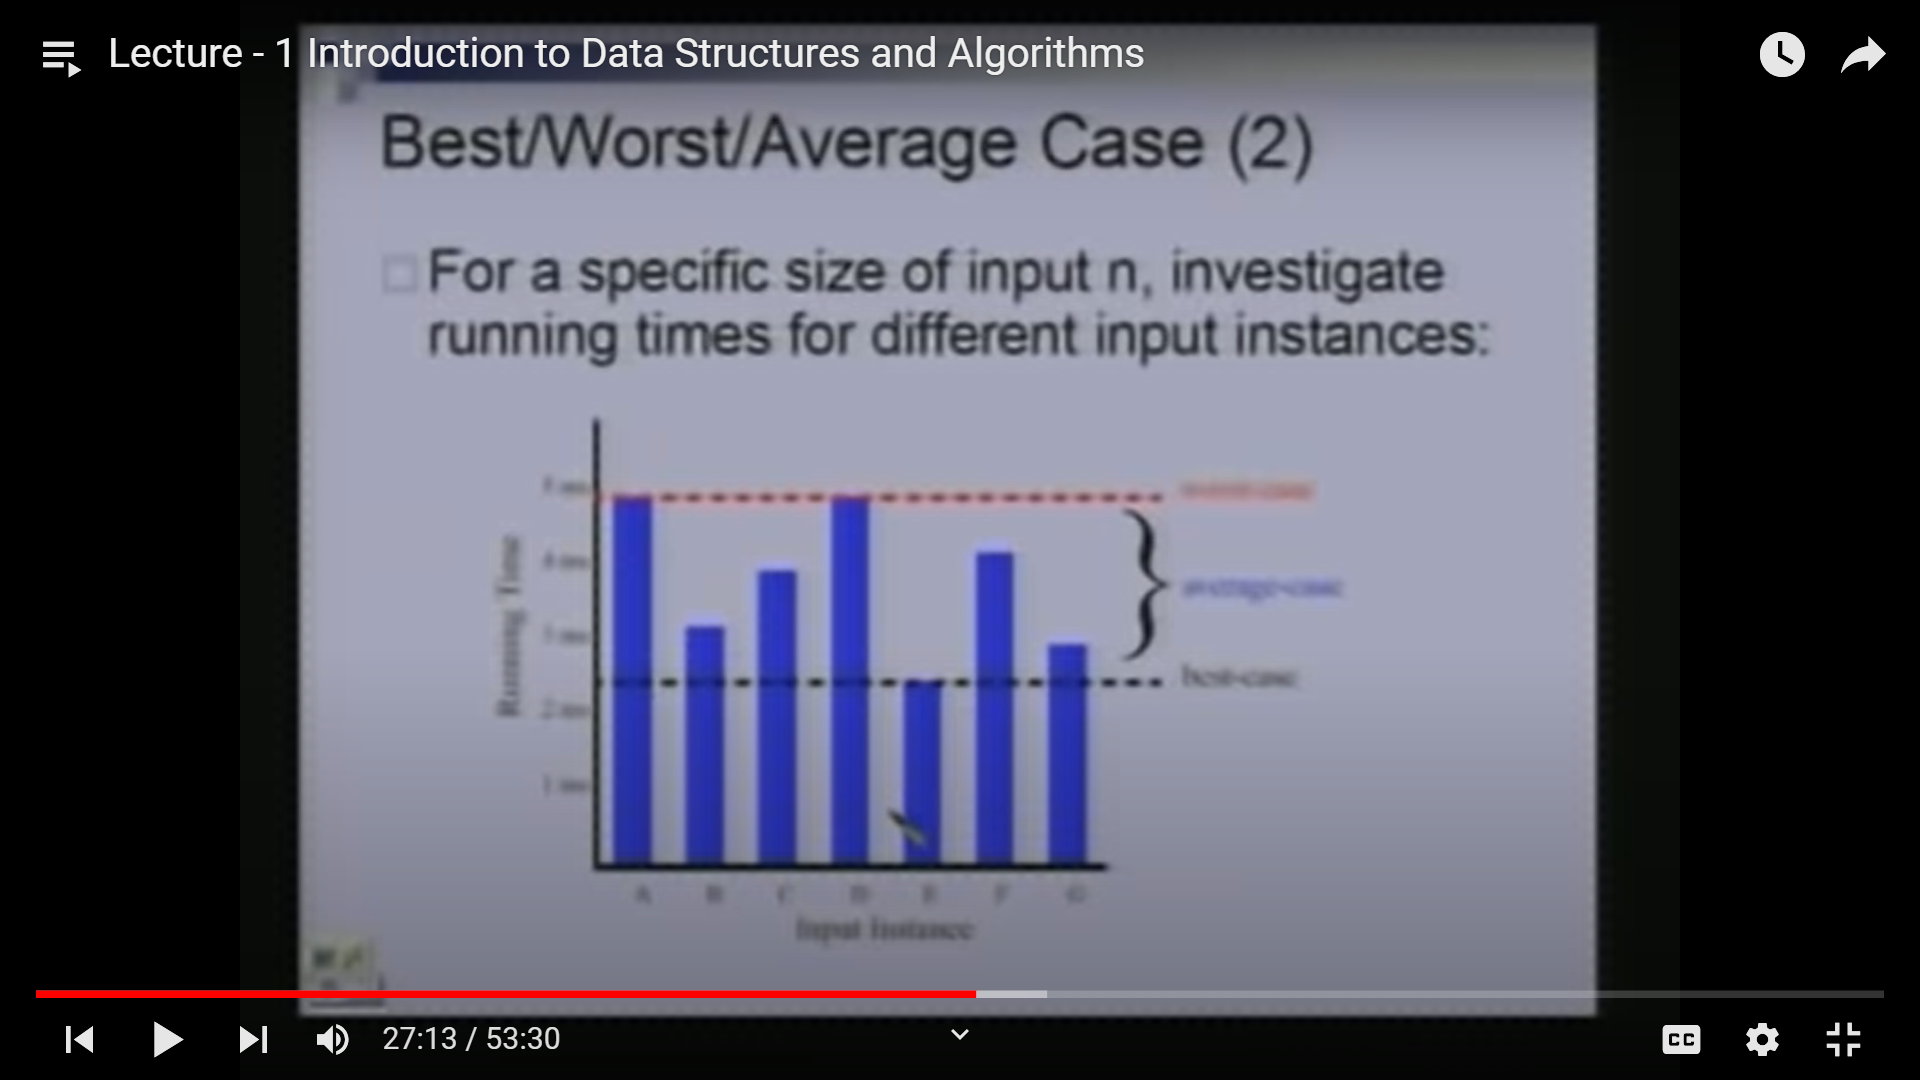 Lecture - 1 Introduction to Data Structures and Algorithms
Best/Worst/Average Case (2)
For a specific size of input n, investigate
running times for different input instances:
5 ms
worst-case
4 ms
average-case
Running Time
3 ms
best-case
2 ms
1 ms
A B C D E F G
Input Instance
27:13 / 53:30
CC